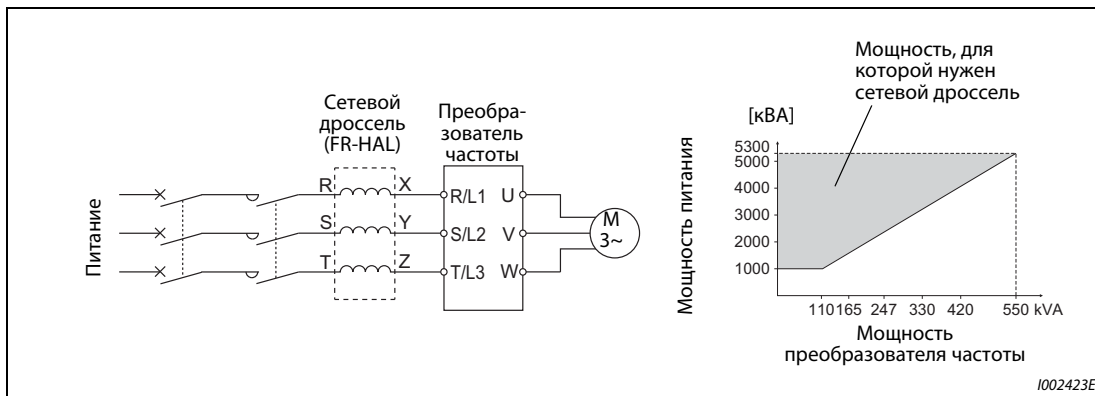 Питание
Сетевой
дроссель
(FR-HAL)
Преобра-
зователь
частоты
R X R/L1 U
S Y S/L2 V
T Z T/L3 W
M
3~
Мощность, для
которой нужен
сетевой дроссель
[кВА]
Мощность питания
5300
5000
4000
3000
2000
1000
110 165 247 330 420 550 kVA
Мощность
преобразователя частоты
I002423E